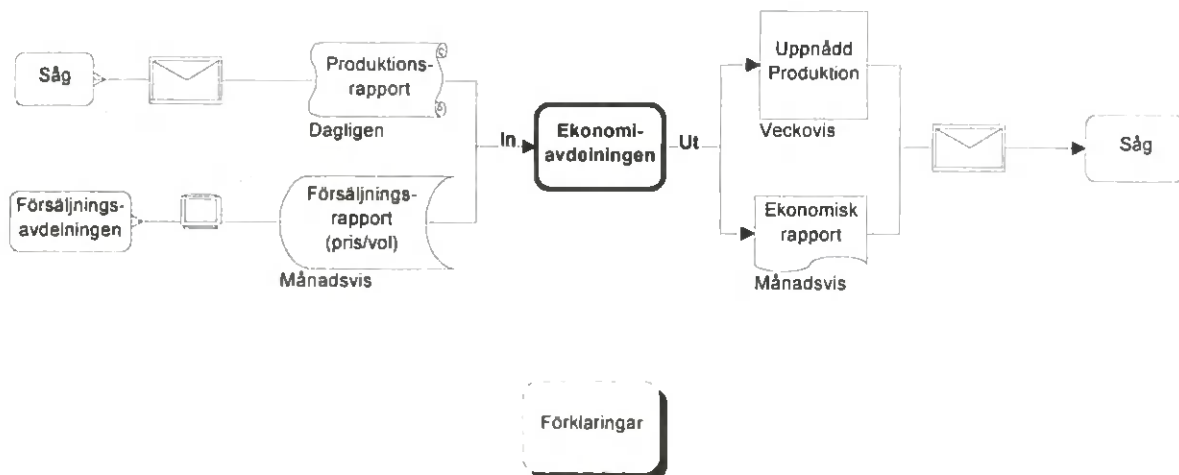 Såg
Produktions-
rapport
Dagligen
Försäljnings-
avdelningen
Försäljning-
rapport
(pris/vol)
Månadsvis
In
Ekonomi-
avdelningen
Ut
Uppnådd
Produktion
Veckovis
Ekonomisk
rapport
Månadsvis
Såg
Förklaringar